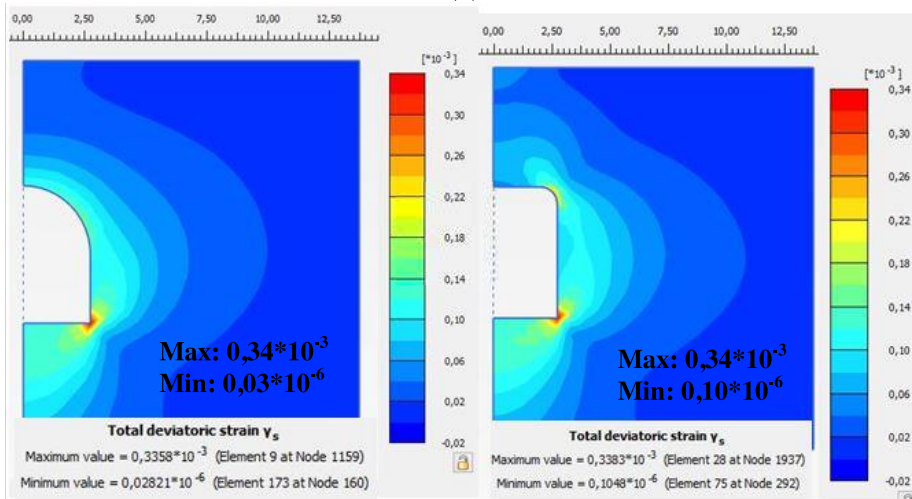 0,00 2,50 5,00 7,50 10,00 12,50
[*10 -3 ]
0,34
0,30
0,26
0,22
0,18
0,14
0,10
0,06
0,02
-0,02
Max: 0,34*10-3
Min: 0,03*10-6
Total deviatoric strain γs
Maximum value = 0,3358*10 -3 (Element 9 at Node 1159)
Minimum value = 0,02821*10 -6 (Element 173 at Node 160)
0,00 2,50 5,00 7,50 10,00 12,50
[*10 -3 ]
0,34
0,30
0,26
0,22
0,18
0,14
0,10
0,06
0,02
-0,02
Max: 0,34*10-3
Min: 0,10*10-6
Total deviatoric strain γs
Maximum value = 0,3383*10 -3 (Element 28 at Node 1937)
Minimum value = 0,1048*10 -6 (Element 75 at Node 292)